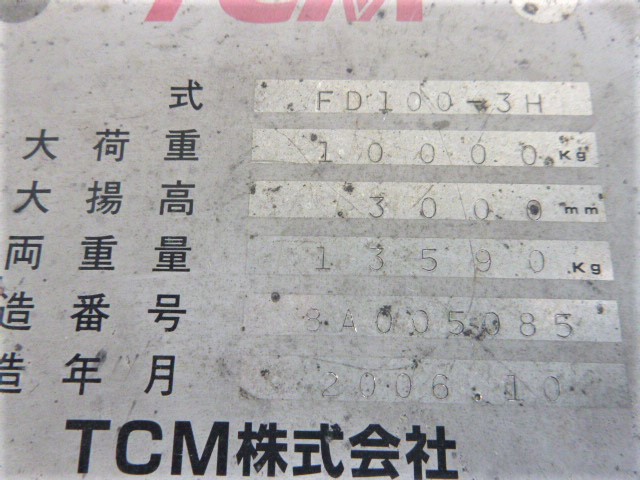 TCM
式 FD100-3H
大荷重 10000 Kg
大揚高 3000 mm
両重量 13590 Kg
造番号 8A005085
造年月 2006.10
TCM株式会社